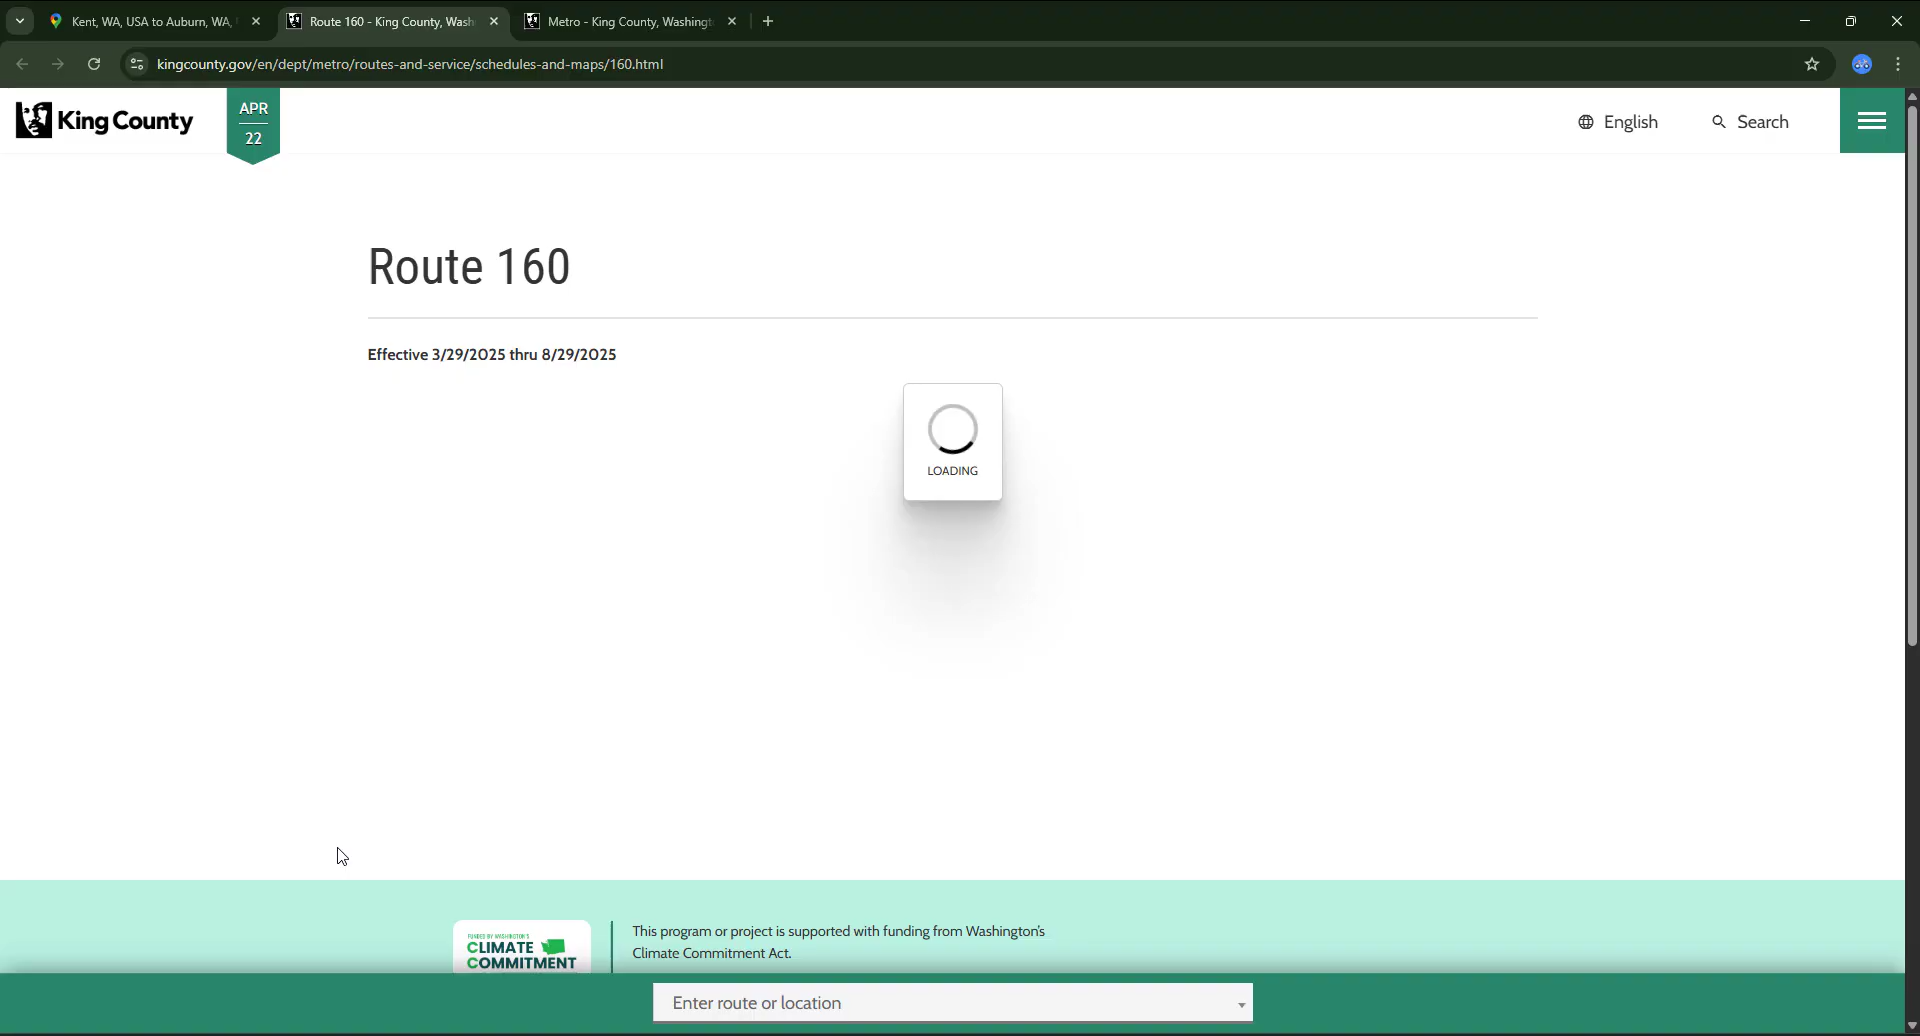 Kent, WA, USA to Auburn, WA,
Route 160 - King County, Wash
Metro - King County, Washingt
kingcounty.gov/en/dept/metro/routes-and-service/schedules-and-maps/160.html
King County
APR
22
English
Search
Route 160
Effective 3/29/2025 thru 8/29/2025
LOADING
FUNDED BY WASHINGTON'S
CLIMATE
COMMITMENT
This program or project is supported with funding from Washington's
Climate Commitment Act.
Enter route or location